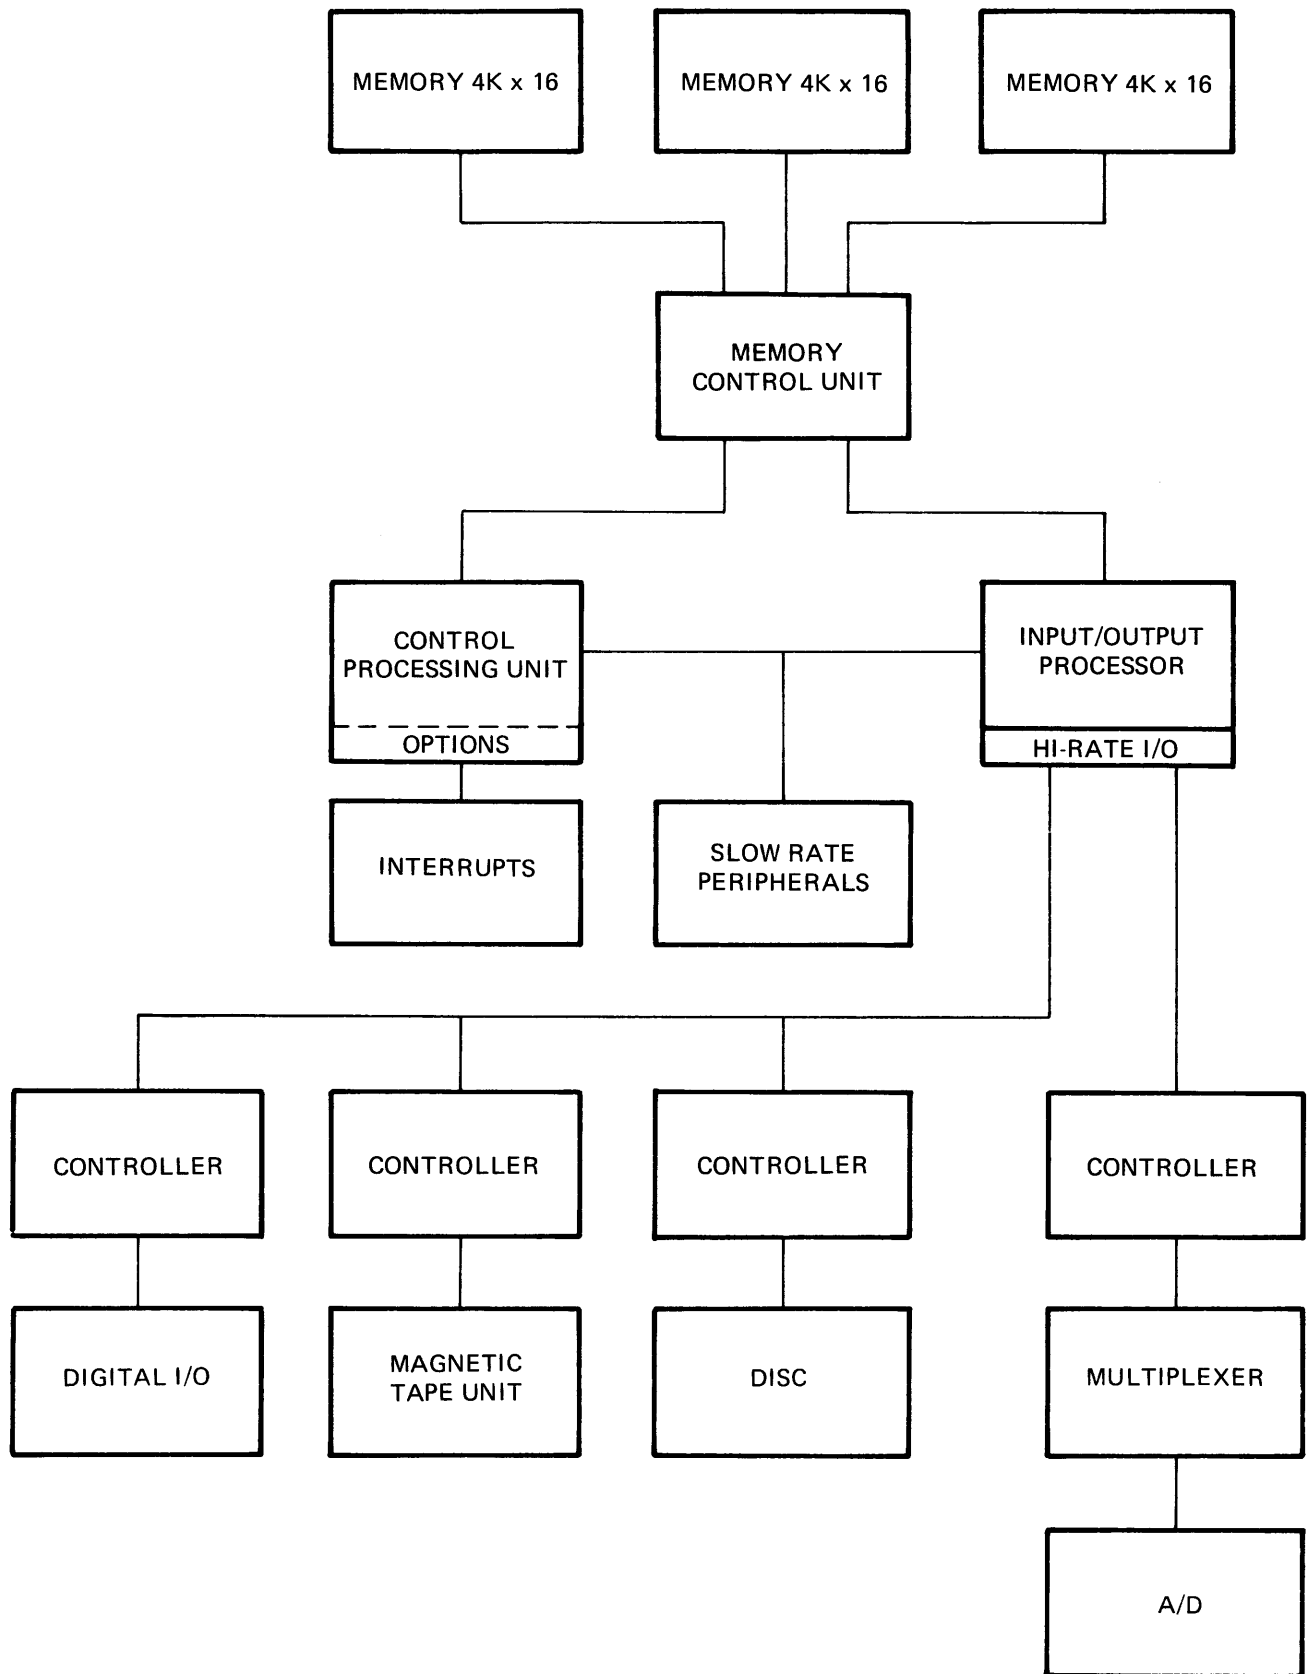 MEMORY 4K x 16
MEMORY 4K x 16
MEMORY 4K x 16
MEMORY
CONTROL UNIT
CONTROL
PROCESSING UNIT
OPTIONS
INPUT/OUTPUT
PROCESSOR
HI-RATE I/O
INTERRUPTS
SLOW RATE
PERIPHERALS
CONTROLLER
CONTROLLER
CONTROLLER
CONTROLLER
DIGITAL I/O
MAGNETIC
TAPE UNIT
DISC
MULTIPLEXER
A/D